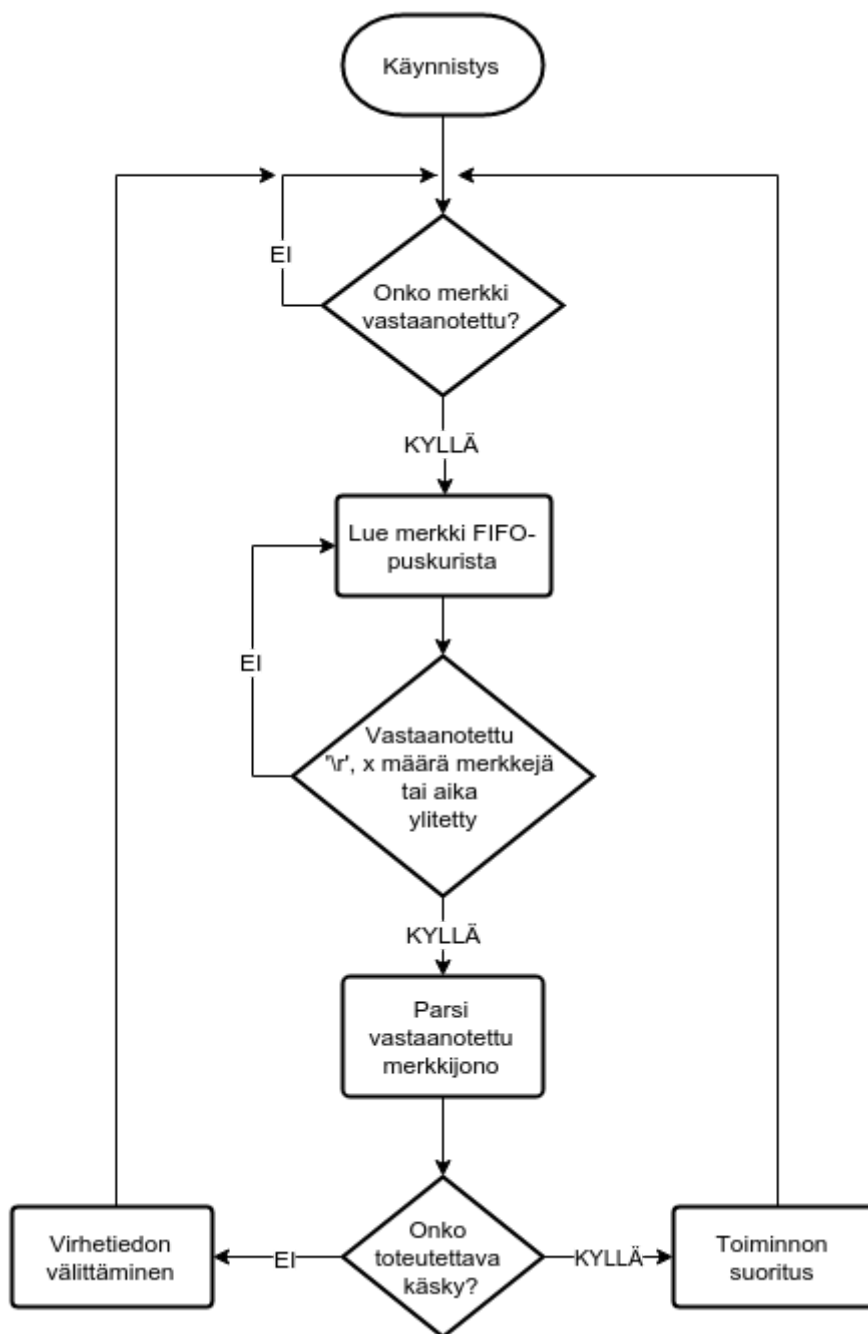 Käynnistys
EI
Onko merkki
vastaanotettu?
KYLLÄ
Lue merkki FIFO-
puskurista
EI
Vastaanotettu
'\r', x määrä merkkejä
tai aika
ylitetty
KYLLÄ
Parsi
vastaanotettu
merkkijono
Virhetiedon
välittäminen
EI
Onko
toteutettava
käsky?
KYLLÄ
Toiminnon
suoritus